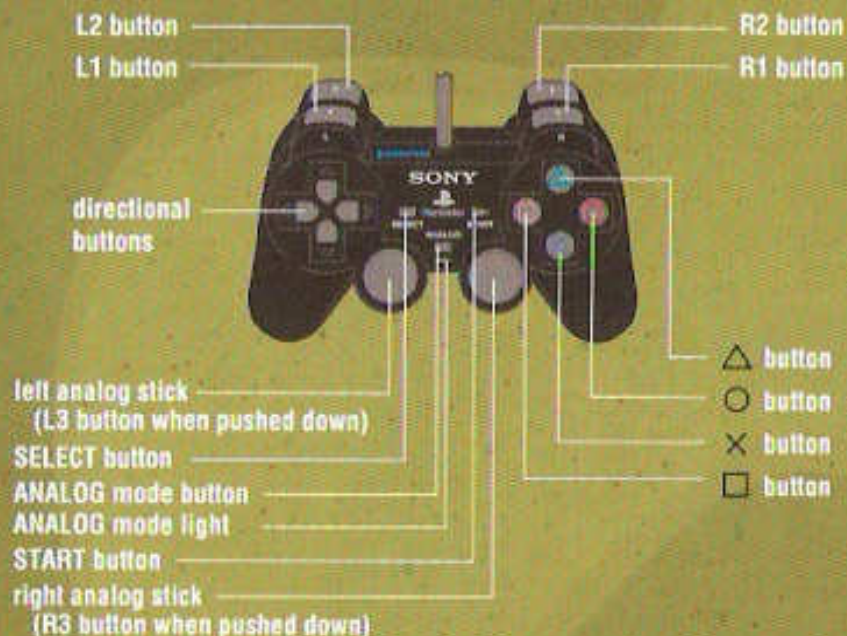 L2 button
R2 button
L1 button
R1 button
SONY
directional
buttons
SELECT
ANALOG
△ button
left analog stick
(L3 button when pushed down)
○ button
SELECT button
✕ button
ANALOG mode button
□ button
ANALOG mode light
START button
right analog stick
(R3 button when pushed down)